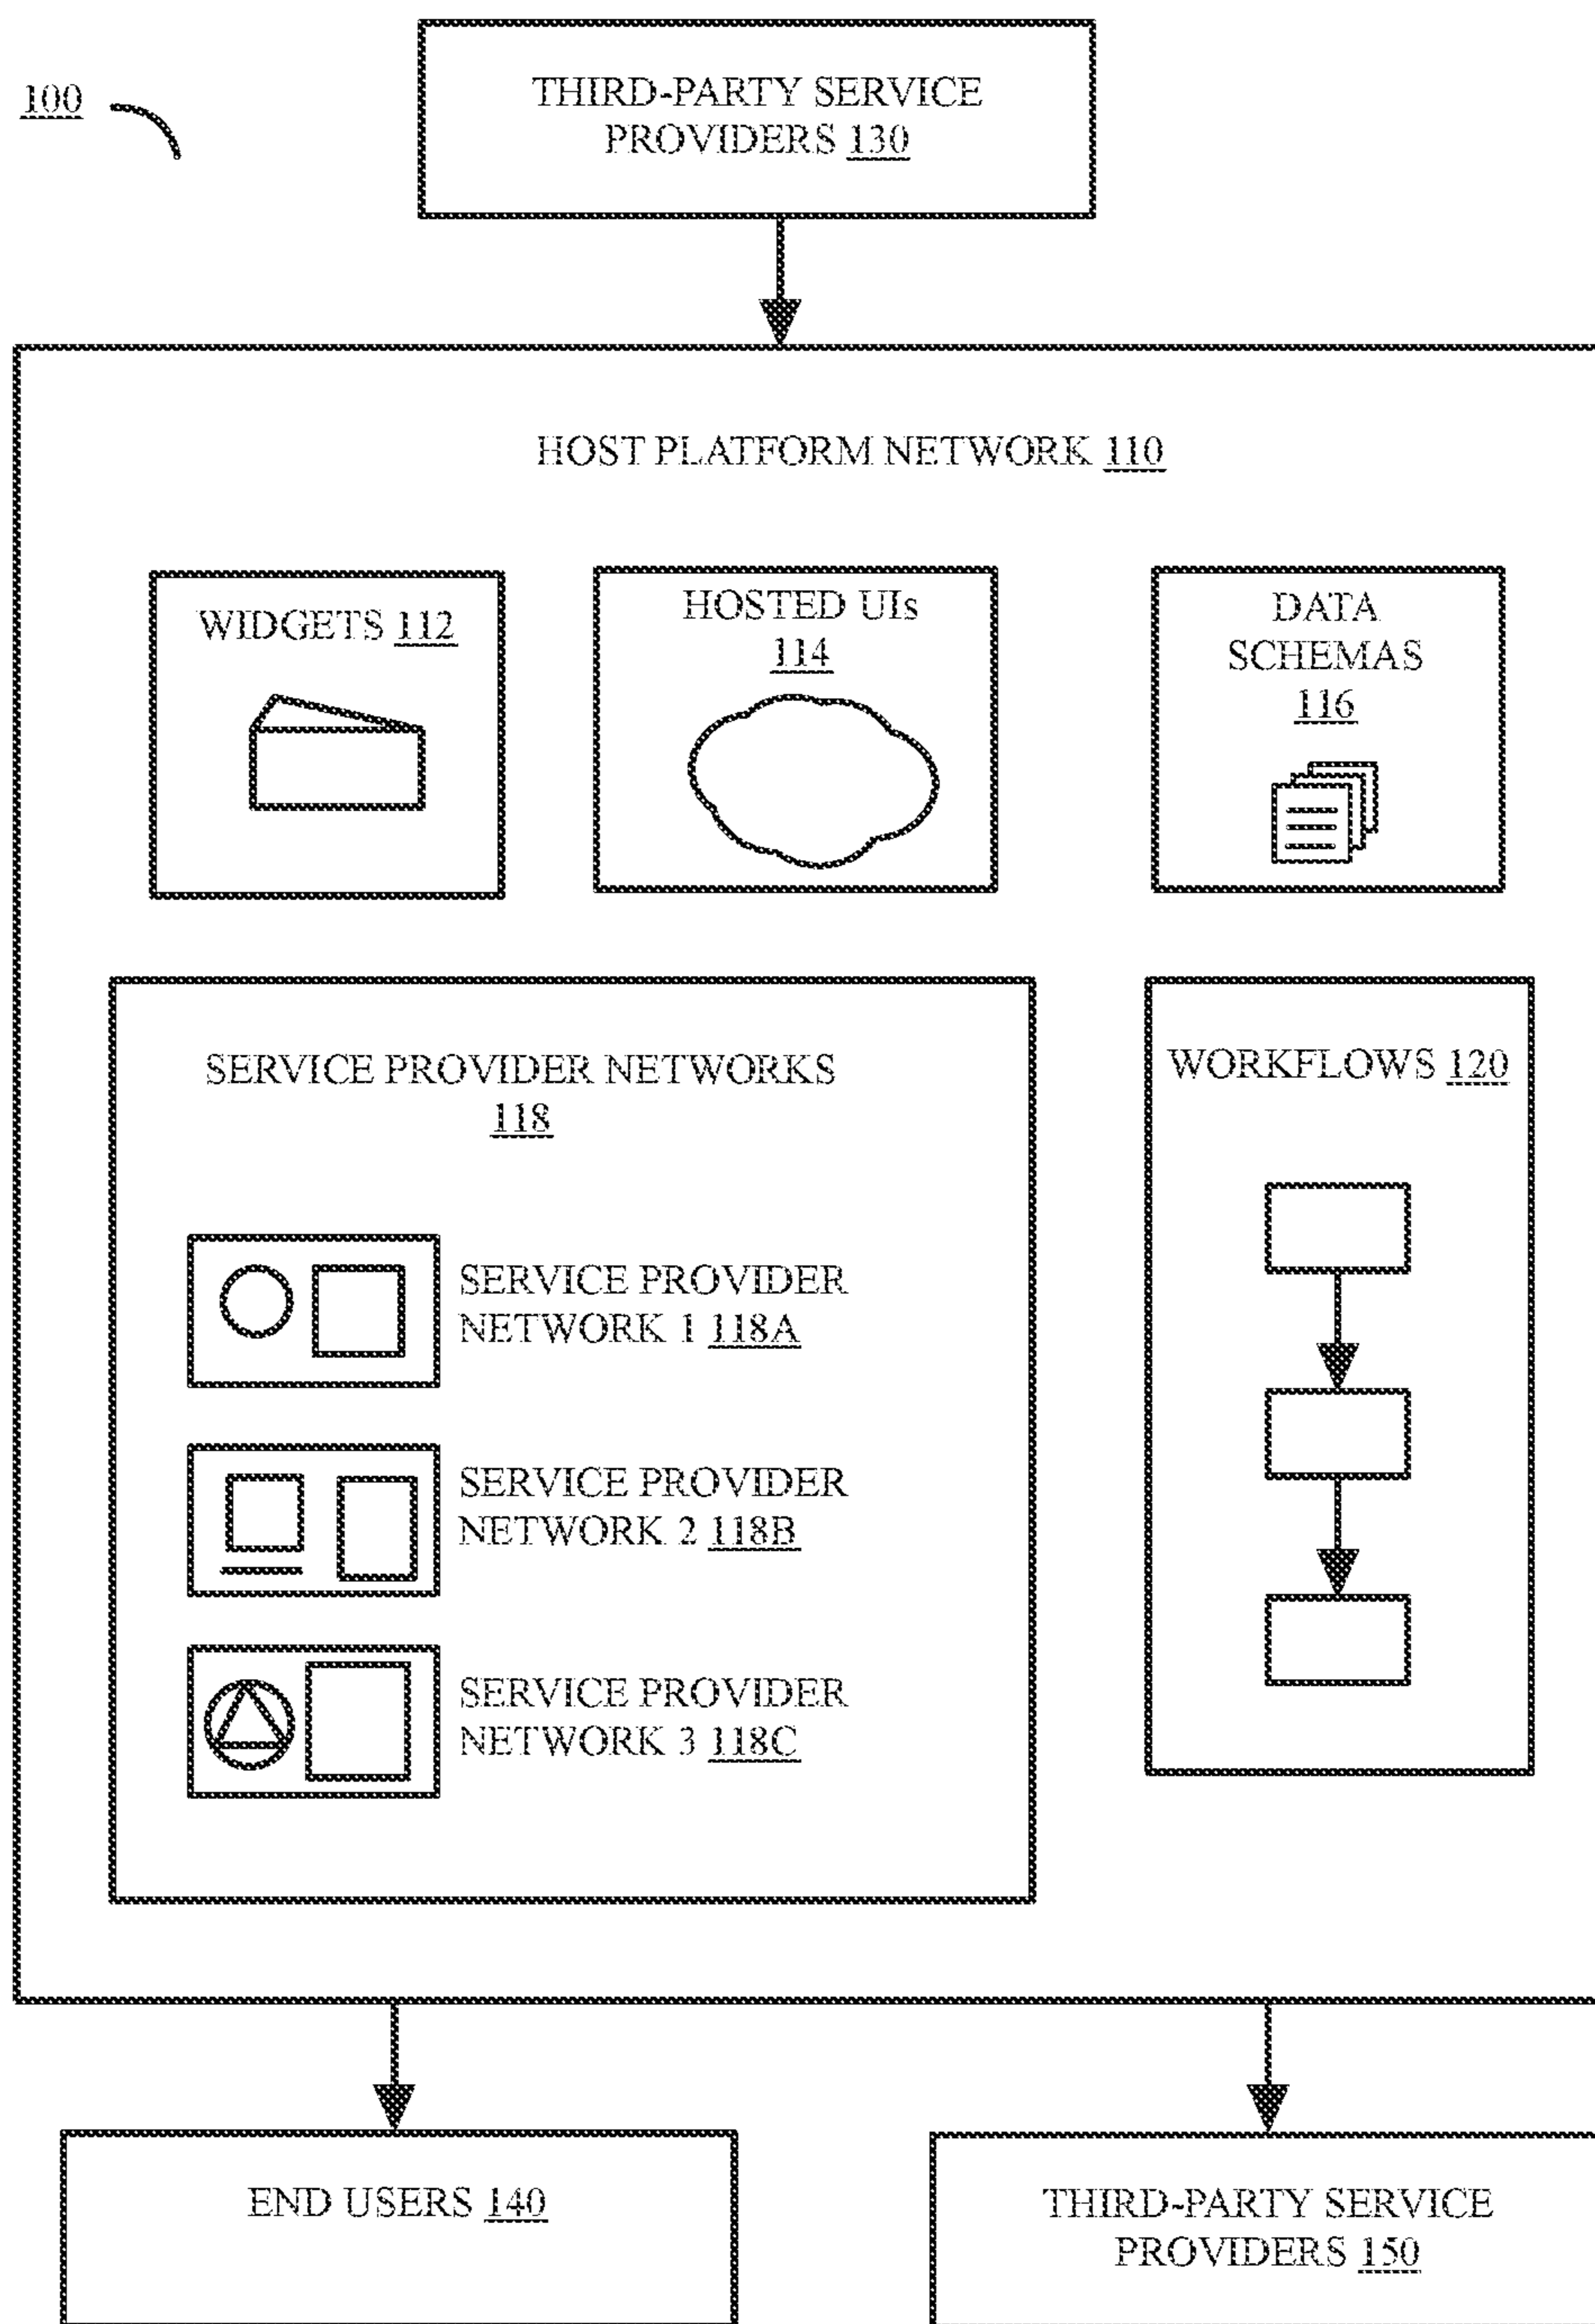 100
THIRD-PARTY SERVICE
PROVIDERS 130
HOST PLATFORM NETWORK 110
WIDGETS 112
HOSTED UIs
114
DATA
SCHEMAS
116
SERVICE PROVIDER NETWORKS
118
SERVICE PROVIDER
NETWORK 1 118A
SERVICE PROVIDER
NETWORK 2 118B
SERVICE PROVIDER
NETWORK 3 118C
WORKFLOWS 120
END USERS 140
THIRD-PARTY SERVICE
PROVIDERS 150